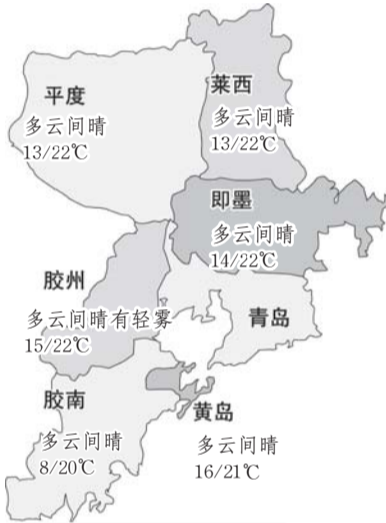 平度
多云间晴
13/22℃
莱西
多云间晴
13/22℃
即墨
多云间晴
14/22℃
胶州
多云间晴有轻雾
15/22℃
青岛
胶南
多云间晴
8/20℃
黄岛
多云间晴
16/21℃